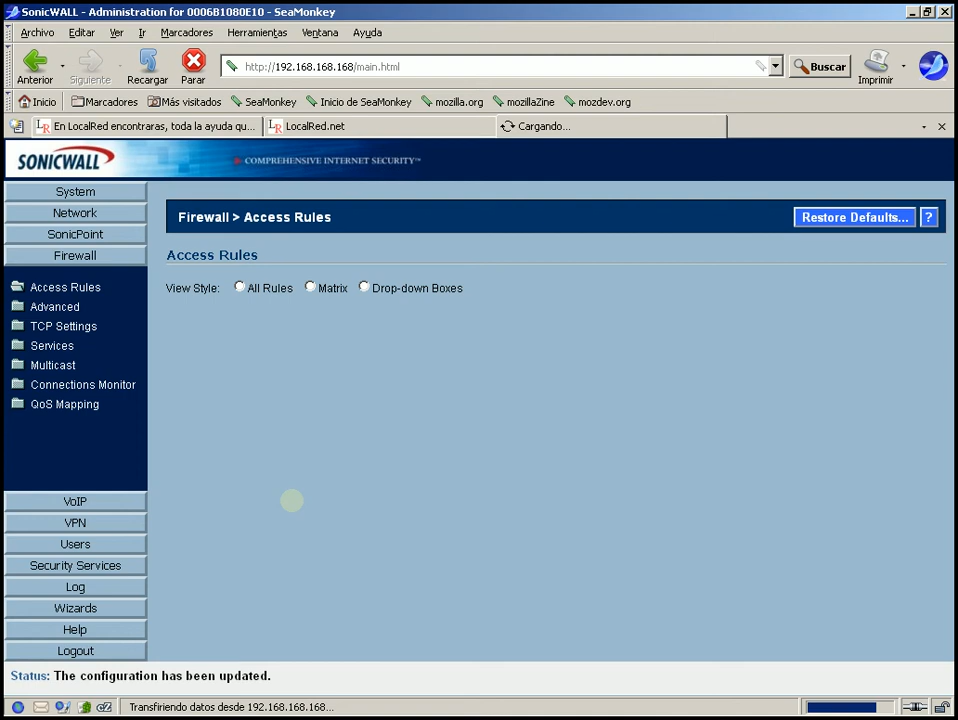 SonicWALL - Administration for 0006B1080E10 - SeaMonkey
Archivo Editar Ver Ir Marcadores Herramientas Ventana Ayuda
Anterior Siguiente Recargar Parar http://192.168.168.168/main.html Buscar Imprimir
Inicio Marcadores Más visitados SeaMonkey Inicio de SeaMonkey mozilla.org mozillaZine mozdev.org
LR En LocalRed encontraras, toda la ayuda qu... LR LocalRed.net Cargando...
SONICWALL COMPREHENSIVE INTERNET SECURITY™
System
Network
SonicPoint
Firewall
Access Rules
Advanced
TCP Settings
Services
Multicast
Connections Monitor
QoS Mapping
VoIP
VPN
Users
Security Services
Log
Wizards
Help
Logout
Firewall > Access Rules Restore Defaults... ?
Access Rules
View Style: All Rules Matrix Drop-down Boxes
Status: The configuration has been updated.
Transfiriendo datos desde 192.168.168.168...